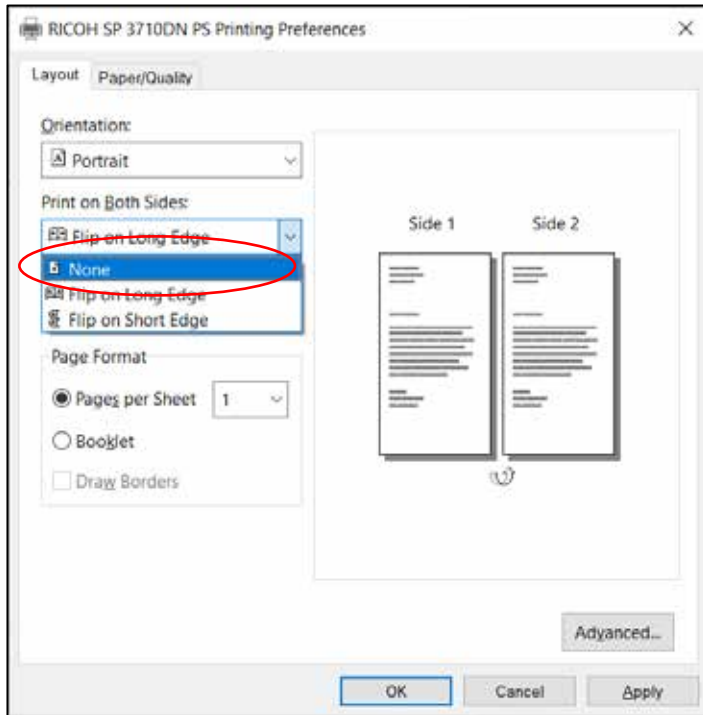 RICOH SP 3710DN PS Printing Preferences
Layout Paper/Quality
Orientation:
Portrait
Print on Both Sides:
Flip on Long Edge
None
Flip on Long Edge
Flip on Short Edge
Page Format
Pages per Sheet 1
Booklet
Draw Borders
Side 1 Side 2
Advanced...
OK Cancel Apply